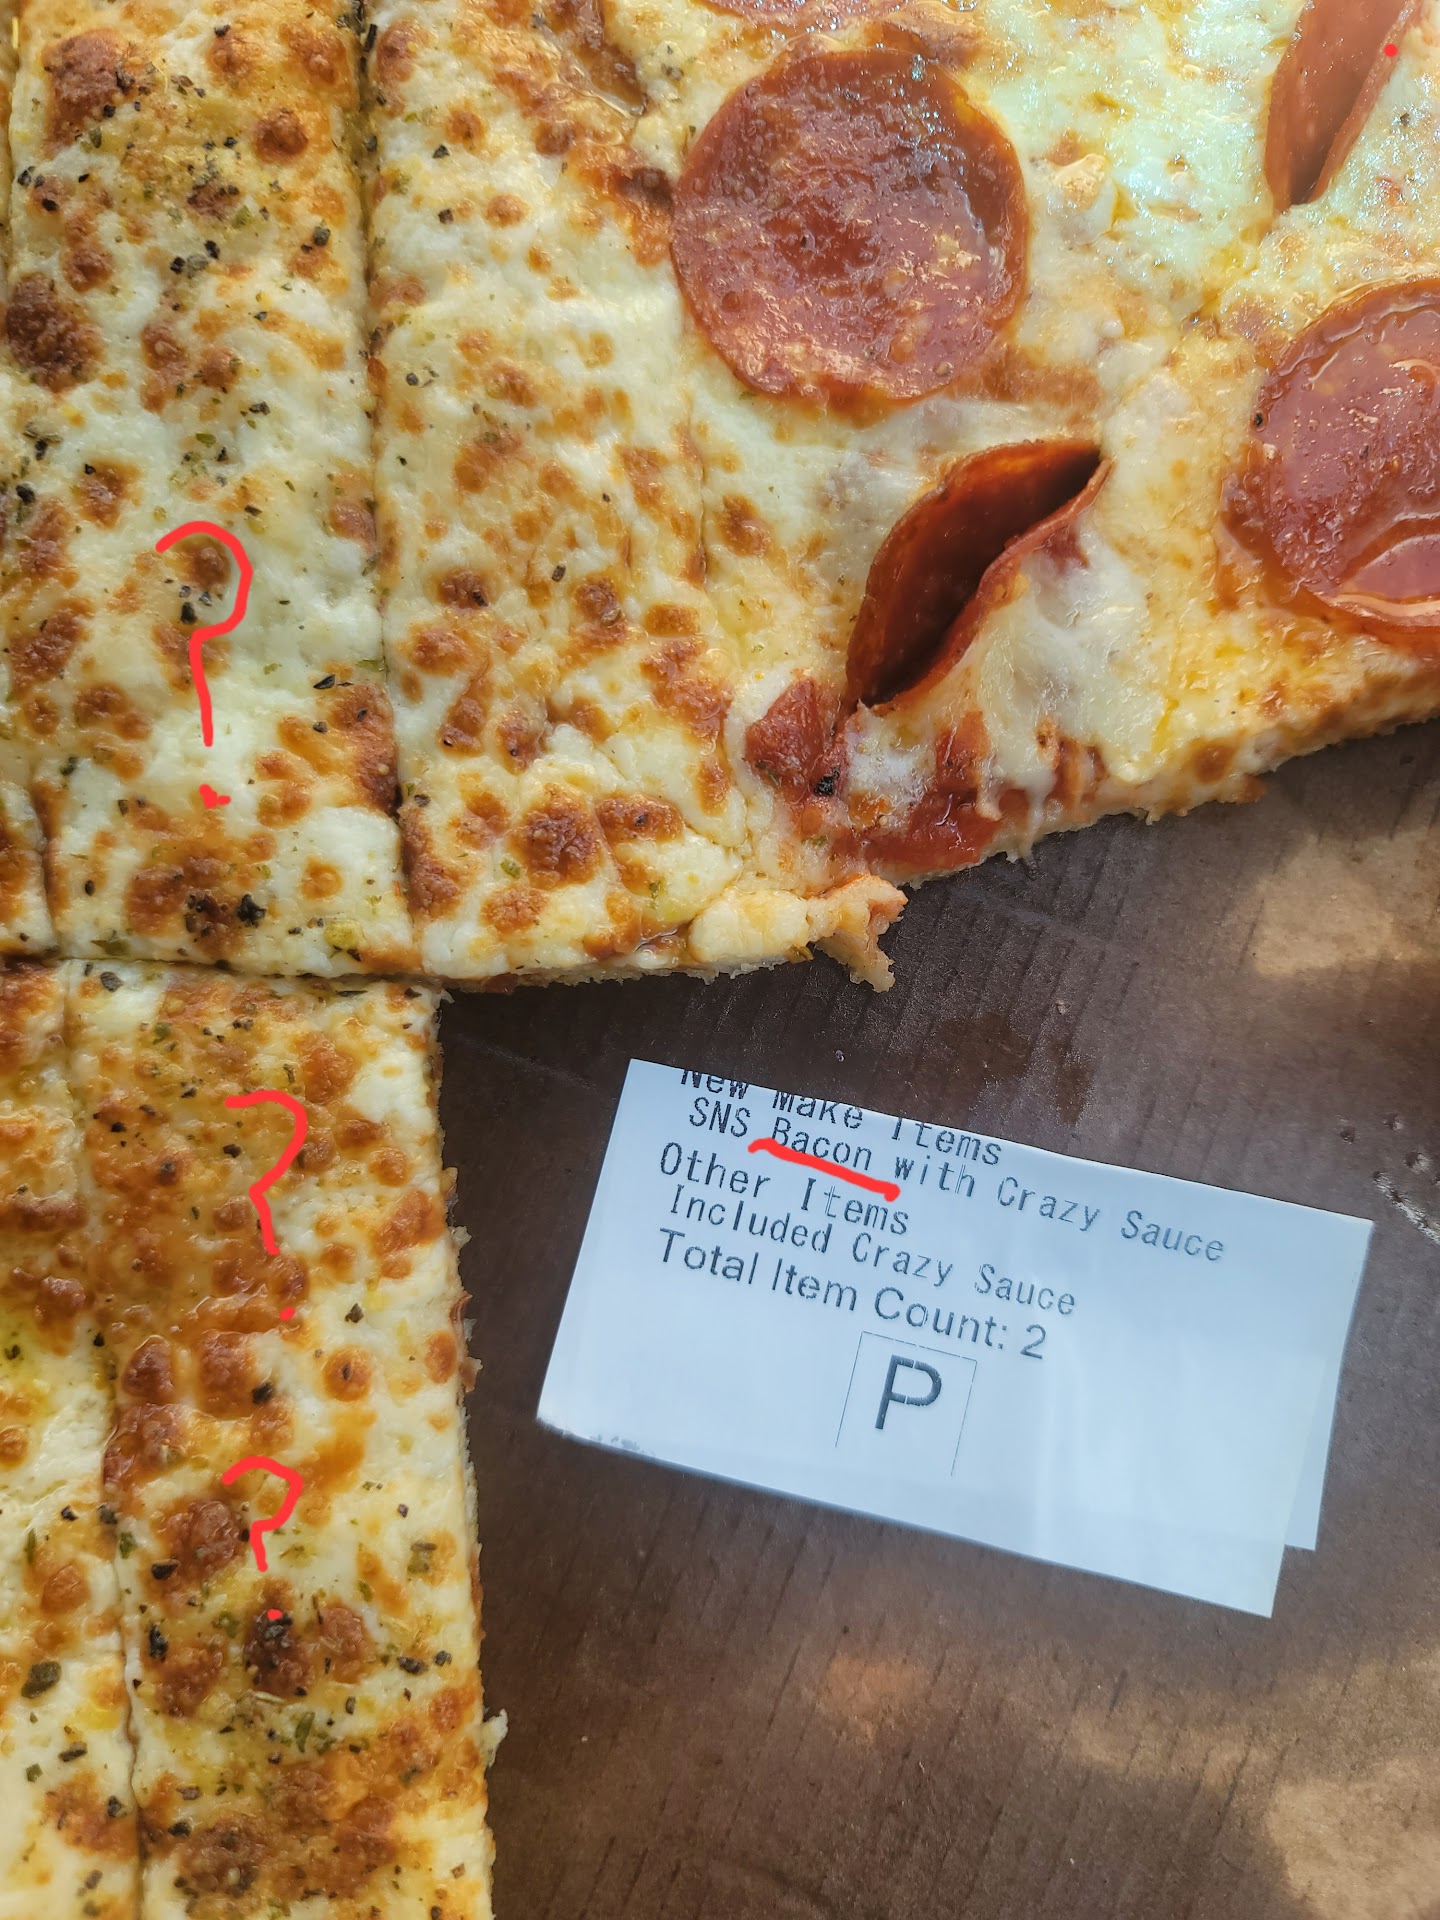 ?
New Make Items
SNS Bacon with Crazy Sauce
Other Items
Included Crazy Sauce
Total Item Count: 2
P
?
?